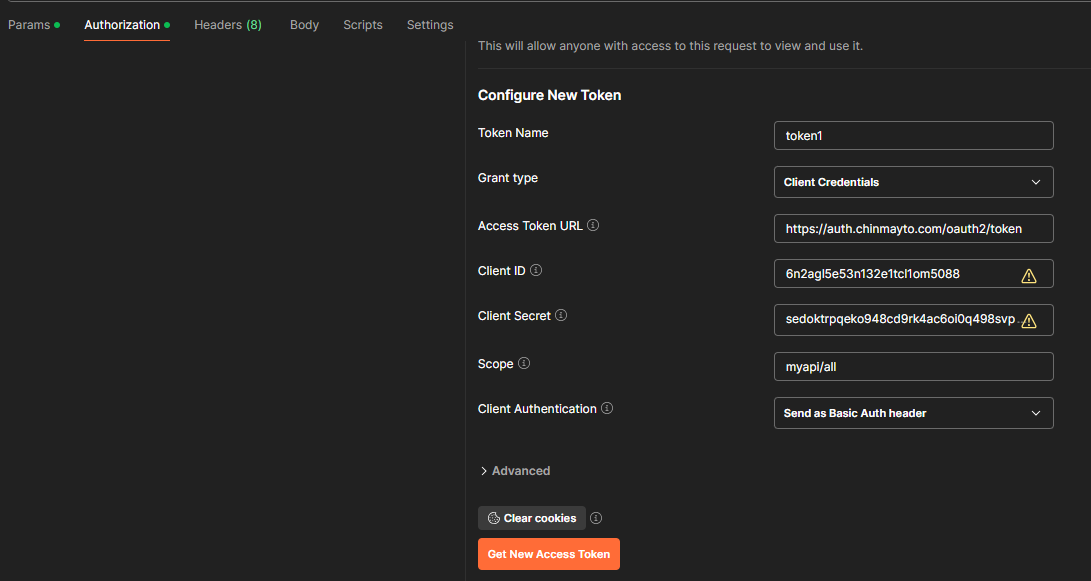 Params Authorization Headers (8) Body Scripts Settings
This will allow anyone with access to this request to view and use it.
Configure New Token
Token Name token1
Grant type Client Credentials
Access Token URL https://auth.chinmayto.com/oauth2/token
Client ID 6n2agl5e53n132e1tcl1om5088
Client Secret sedoktrpqeko948cd9rk4ac6oi0q498svp...
Scope myapi/all
Client Authentication Send as Basic Auth header
Advanced
Clear cookies
Get New Access Token